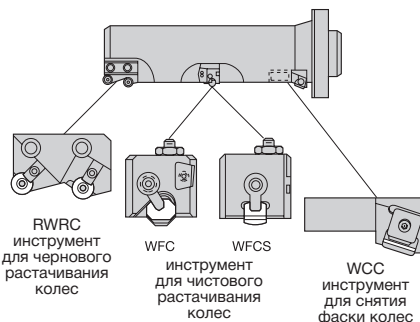 RWRC
инструмент
для чернового
растачивания
колес
WFC
WFCS
инструмент
для чистового
растачивания
колес
WCC
инструмент
для снятия
фаски колес